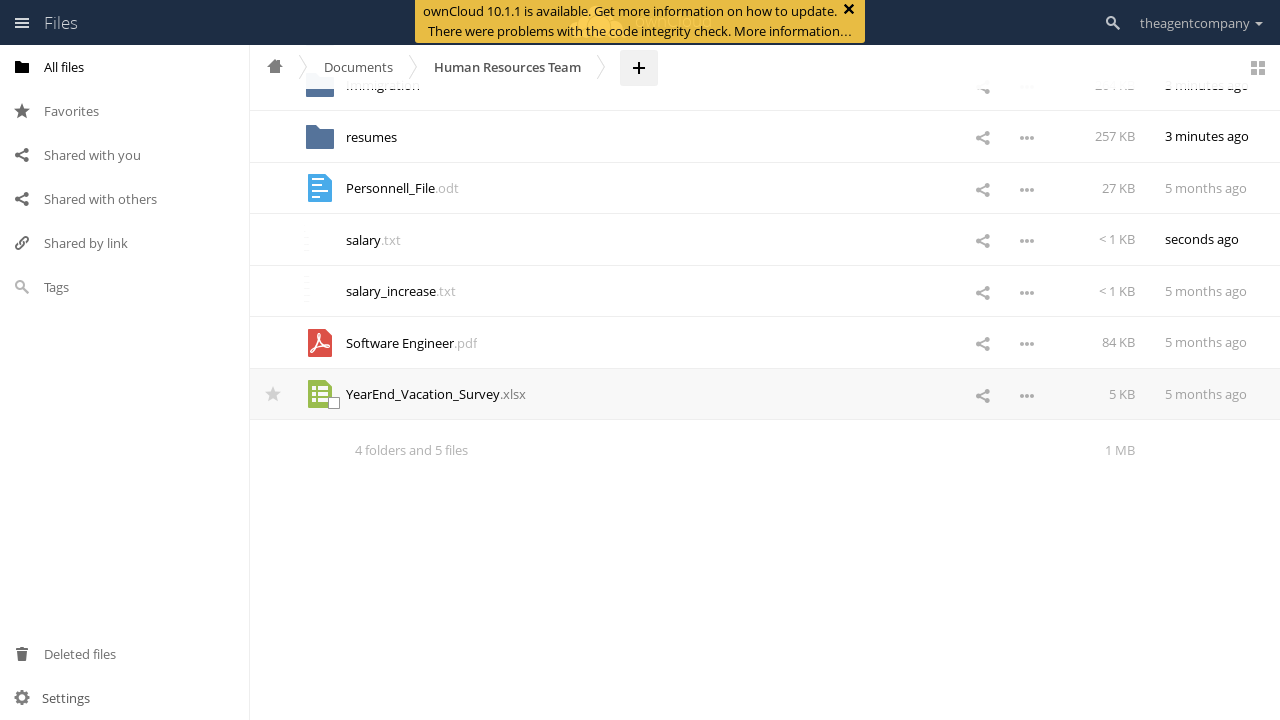 Files
ownCloud 10.1.1 is available. Get more information on how to update.
There were problems with the code integrity check. More information…
theagentcompany
All files
Favorites
Shared with you
Shared with others
Shared by link
Tags
Deleted files
Settings
Documents
Human Resources Team
immigration
3 minutes ago
resumes
257 KB
3 minutes ago
Personnell_File.odt
27 KB
5 months ago
salary.txt
< 1 KB
seconds ago
salary_increase.txt
< 1 KB
5 months ago
Software Engineer.pdf
84 KB
5 months ago
YearEnd_Vacation_Survey.xlsx
5 KB
5 months ago
4 folders and 5 files
1 MB